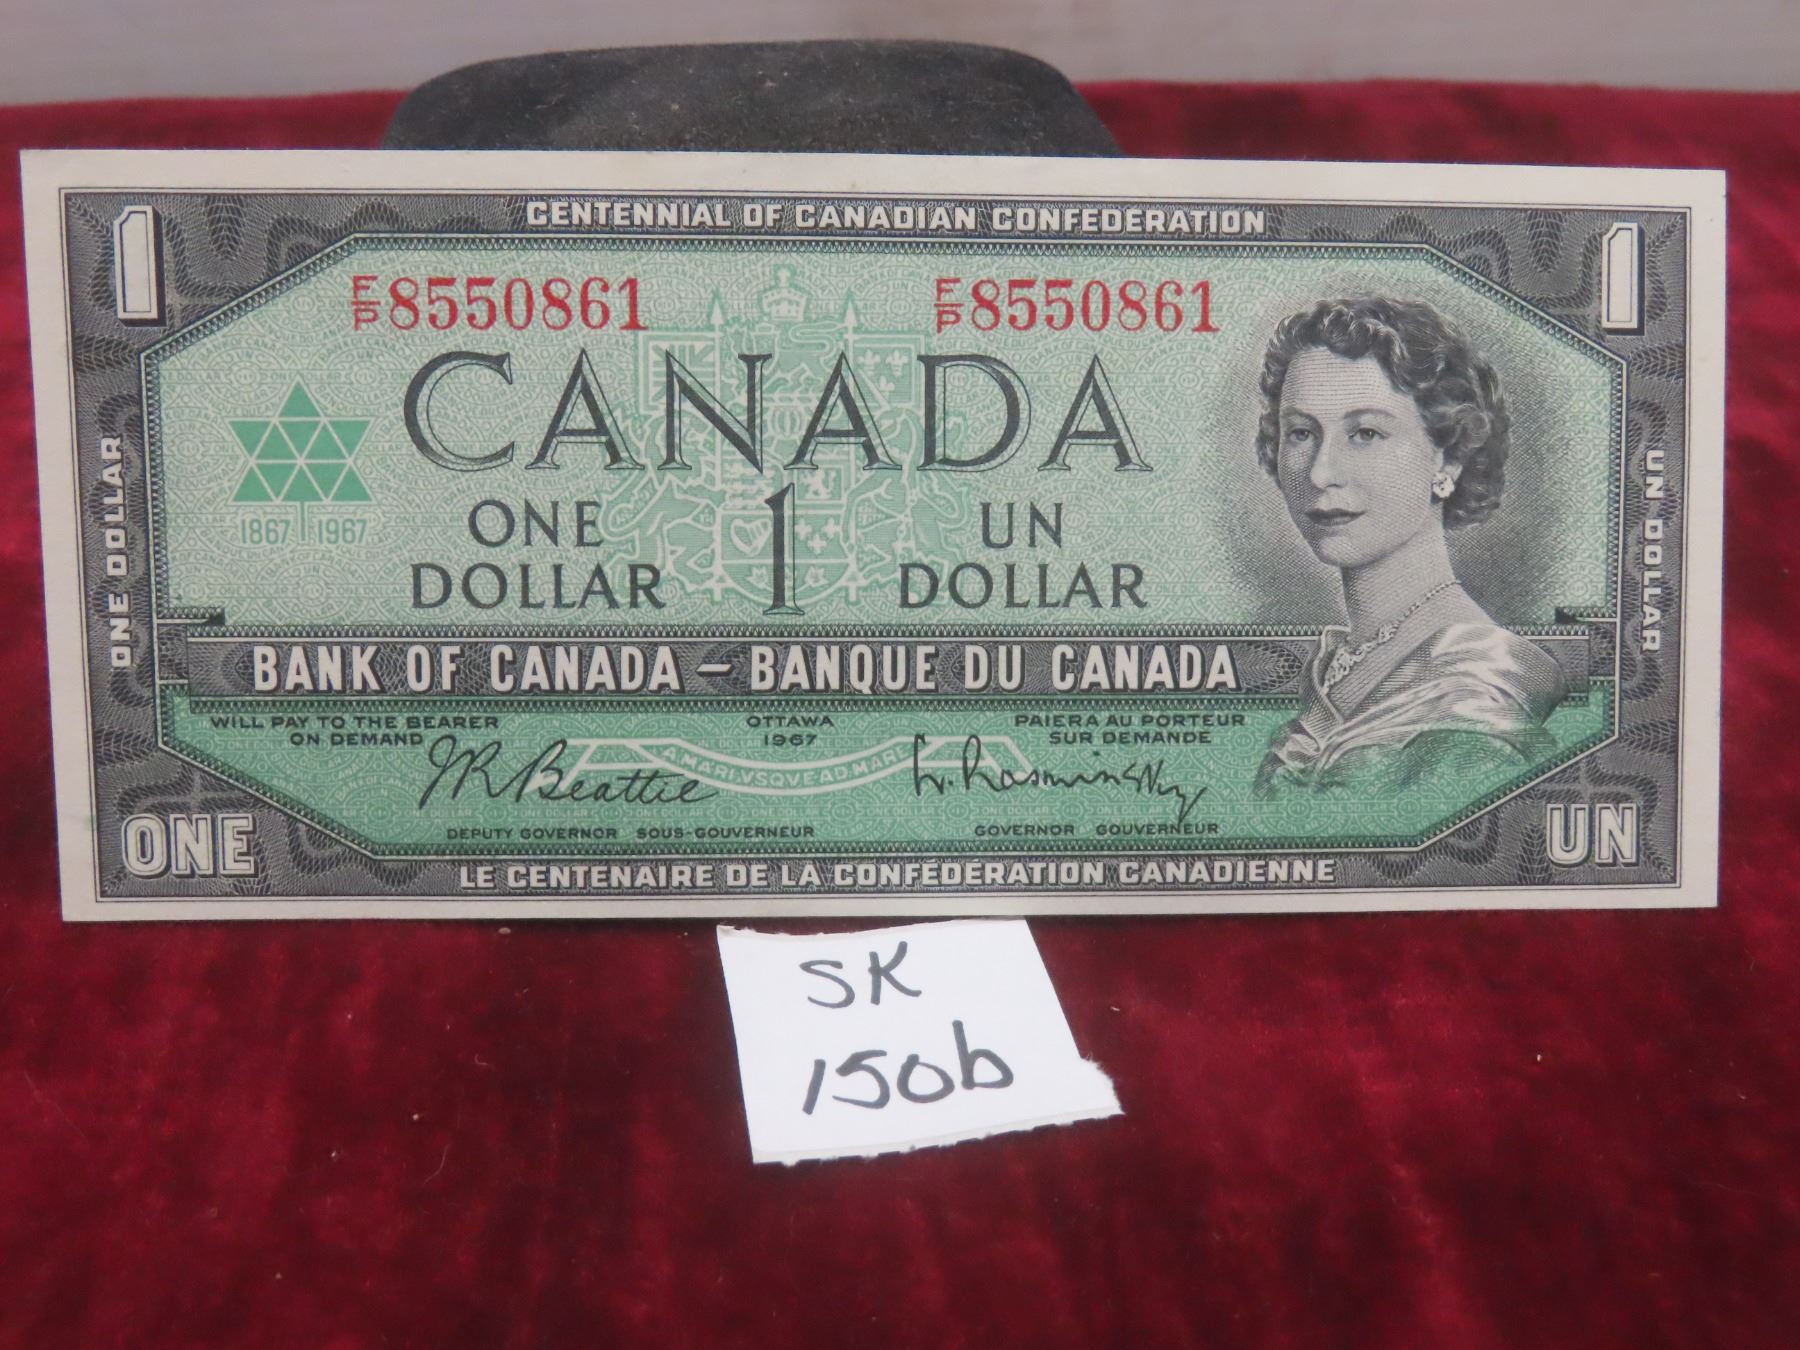 CENTENNIAL OF CANADIAN CONFEDERATION
1 1
F/P 8550861 F/P 8550861
CANADA
1867 1967
ONE 1 UN
DOLLAR DOLLAR
ONE DOLLAR
UN DOLLAR
BANK OF CANADA – BANQUE DU CANADA
WILL PAY TO THE BEARER OTTAWA PAIERA AU PORTEUR
ON DEMAND 1967 SUR DEMANDE
A MARI VSQVE AD MARE
J.R. Beattie L. Rasminsky
DEPUTY GOVERNOR SOUS-GOUVERNEUR GOVERNOR GOUVERNEUR
ONE UN
LE CENTENAIRE DE LA CONFÉDÉRATION CANADIENNE
SK
150b